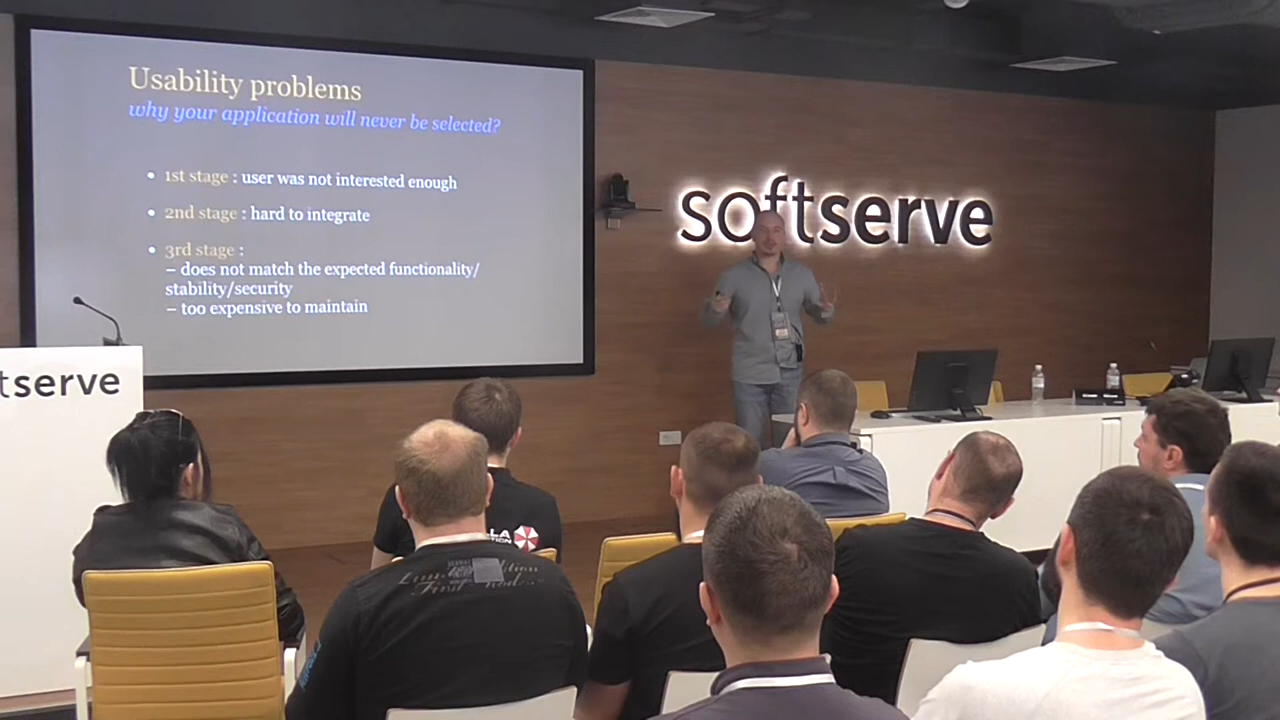 Usability problems
why your application will never be selected?
• 1st stage : user was not interested enough
• 2nd stage : hard to integrate
• 3rd stage :
– does not match the expected functionality/
stability/security
– too expensive to maintain
softserve
tserve